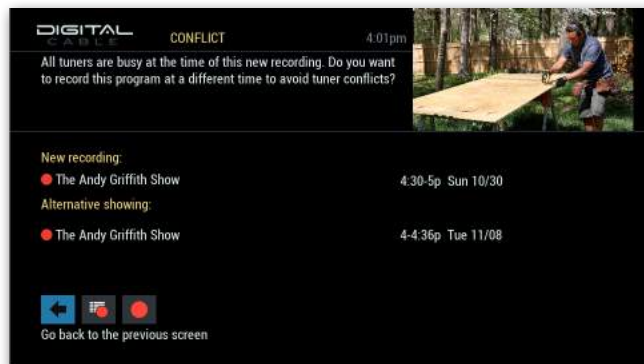 DIGITAL
CABLE
CONFLICT
4:01pm
All tuners are busy at the time of this new recording. Do you want
to record this program at a different time to avoid tuner conflicts?
New recording:
The Andy Griffith Show 4:30-5p Sun 10/30
Alternative showing:
The Andy Griffith Show 4-4:36p Tue 11/08
Go back to the previous screen